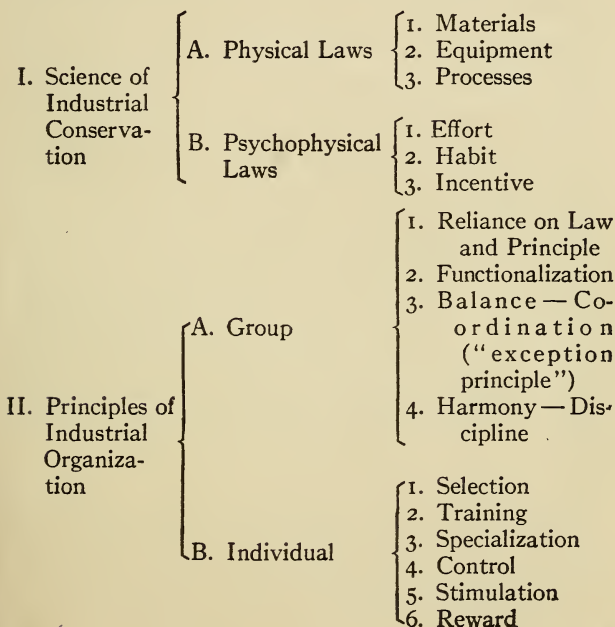 I. Science of
Industrial
Conserva-
tion
A. Physical Laws
1. Materials
2. Equipment
3. Processes
B. Psychophysical
Laws
1. Effort
2. Habit
3. Incentive
II. Principles of
Industrial
Organiza-
tion
A. Group
1. Reliance on Law
and Principle
2. Functionalization
3. Balance — Co-
ordination
("exception
principle")
4. Harmony — Dis-
cipline
B. Individual
1. Selection
2. Training
3. Specialization
4. Control
5. Stimulation
6. Reward